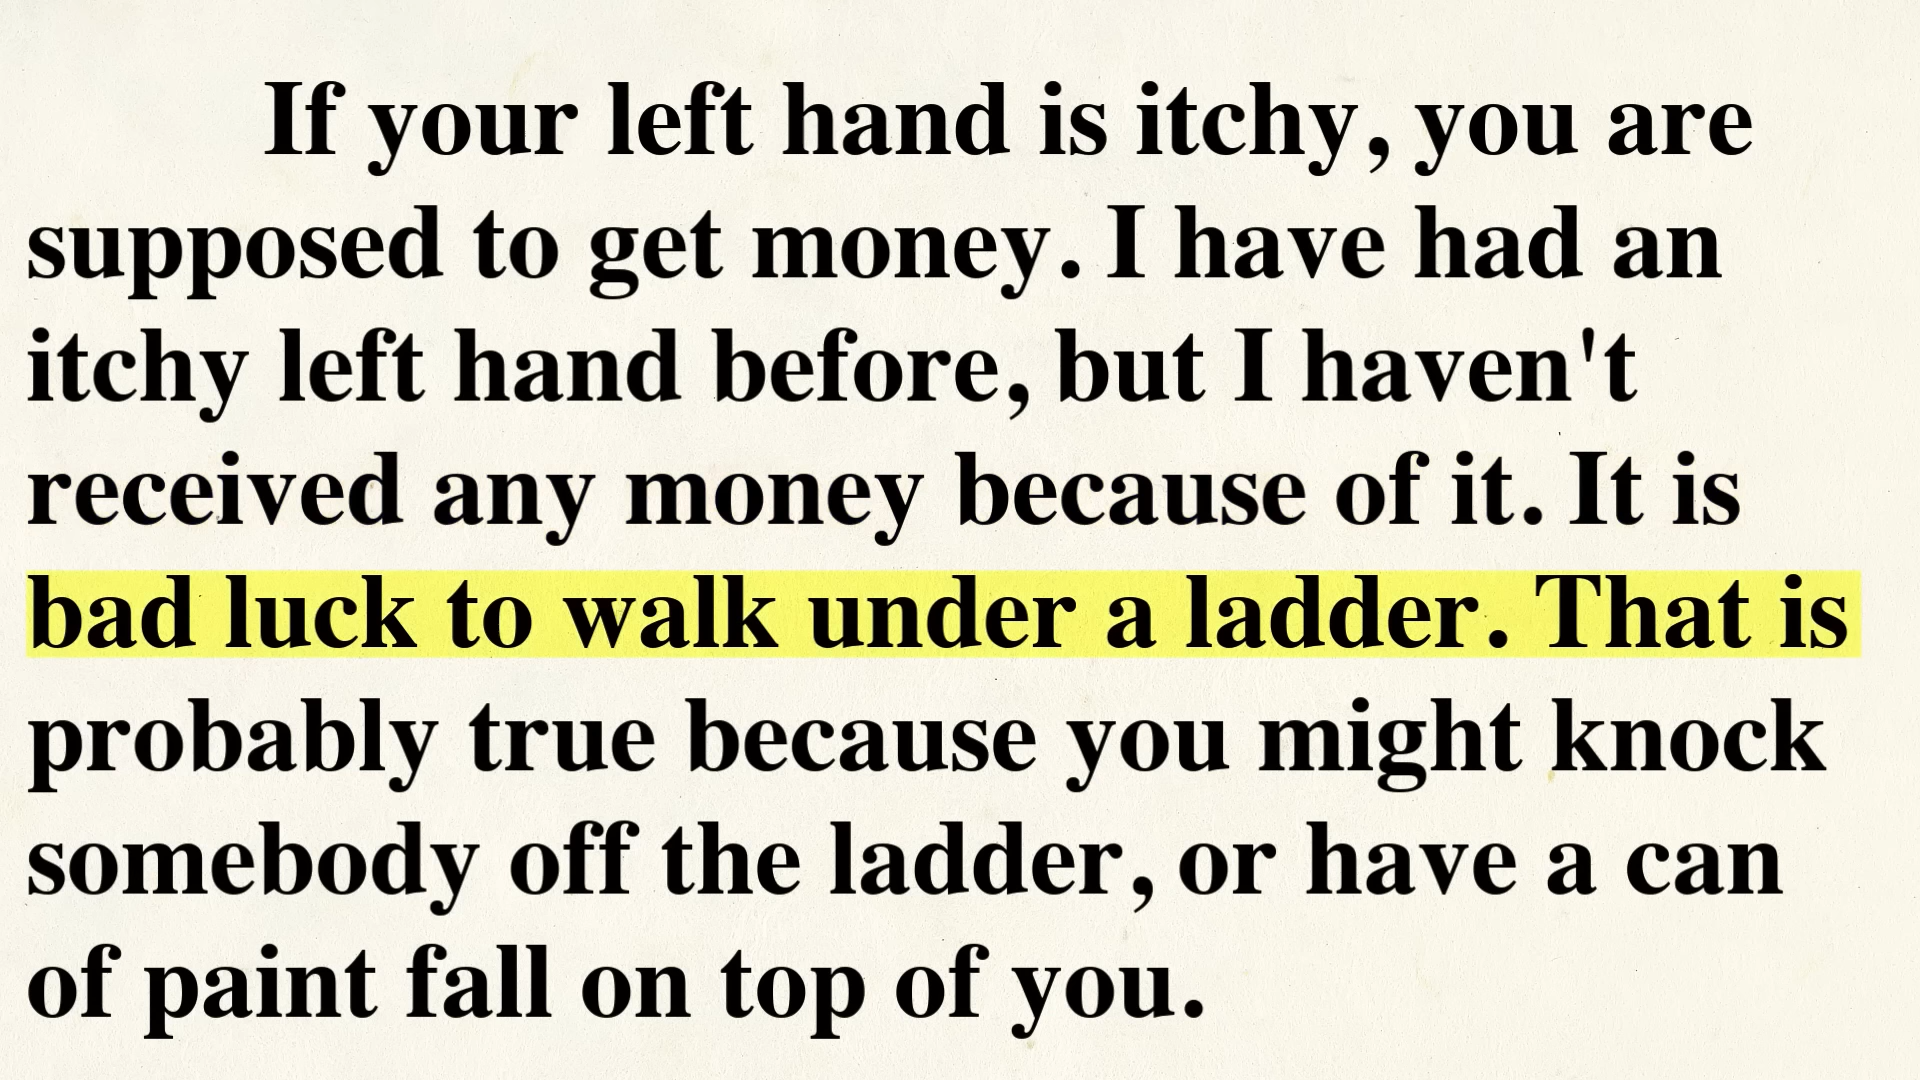 If your left hand is itchy, you are
supposed to get money. I have had an
itchy left hand before, but I haven't
received any money because of it. It is
bad luck to walk under a ladder. That is
probably true because you might knock
somebody off the ladder, or have a can
of paint fall on top of you.